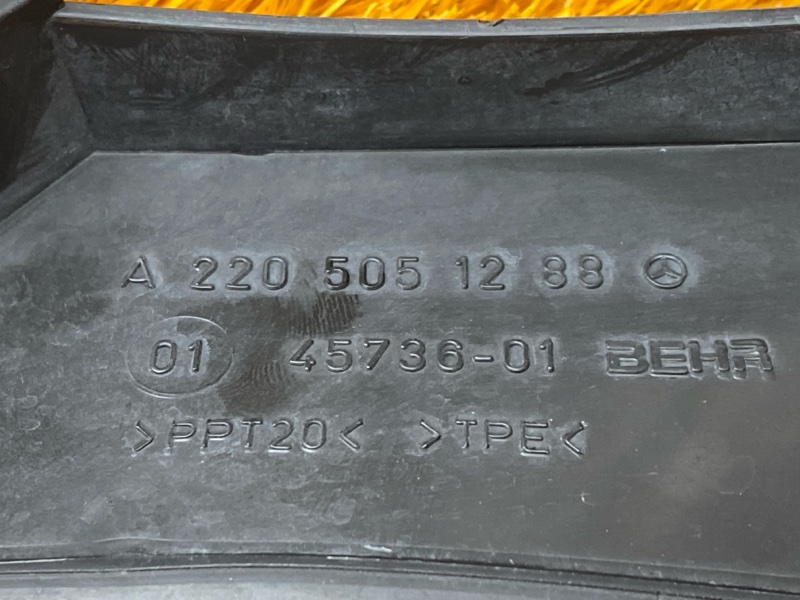 A 220 505 12 88
01 45736-01 BEHR
>PPT20< >TPE<